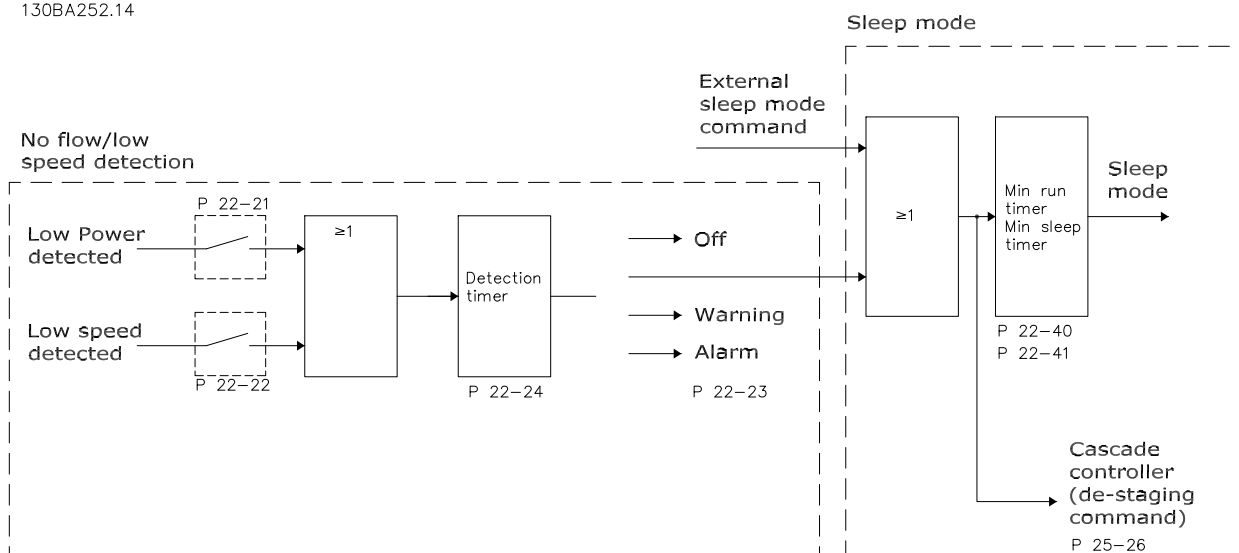 130BA252.14
Sleep mode
External
sleep mode
command
No flow/low
speed detection
P 22-21
Low Power
detected
≥1
Detection
timer
Off
≥1
Min run
timer
Min sleep
timer
Sleep
mode
Low speed
detected
P 22-22
P 22-24
Warning
Alarm
P 22-23
P 22-40
P 22-41
Cascade
controller
(de-staging
command)
P 25-26